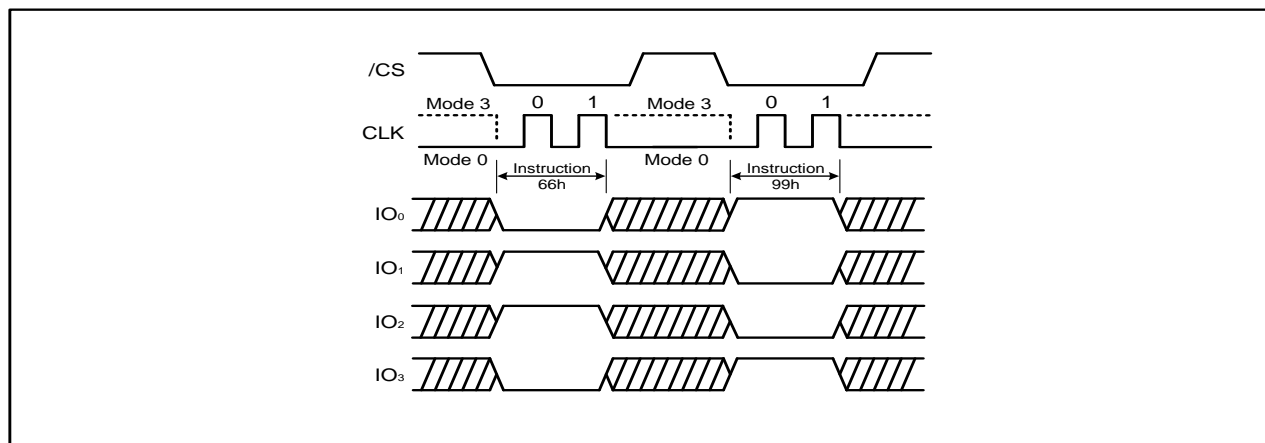 /CS
Mode 3 0 1 Mode 3 0 1
CLK
Mode 0 Mode 0
Instruction Instruction
66h 99h
IO₀
IO₁
IO₂
IO₃